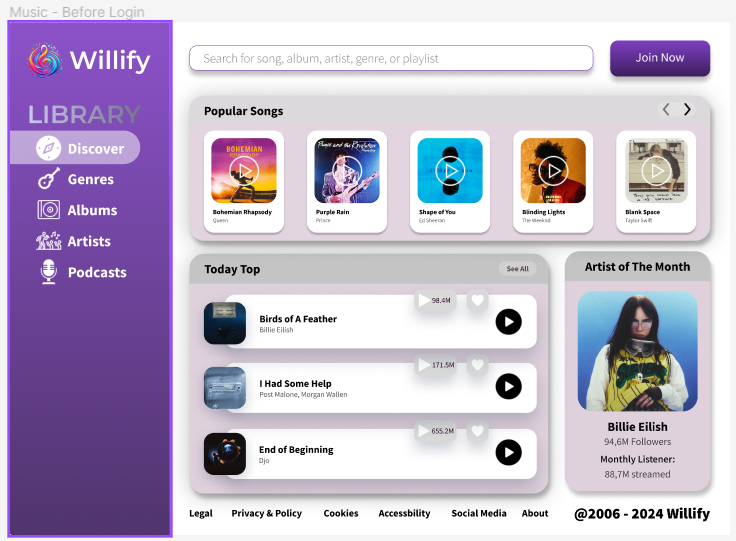 Music - Before Login
Willify
Search for song, album, artist, genre, or playlist
Join Now
LIBRARY
Discover
Genres
Albums
Artists
Podcasts
Popular Songs
BOHEMIAN
Bohemian Rhapsody
Queen
Prince and the Revolution
Purple Rain
Prince
Shape of You
Ed Sheeran
Blinding Lights
The Weeknd
Blank Space
Taylor Swift
Today Top
See All
98.4M
Birds of A Feather
Billie Eilish
171.5M
I Had Some Help
Post Malone, Morgan Wallen
655.2M
End of Beginning
Djo
Artist of The Month
Billie Eilish
94,6M Followers
Monthly Listener:
88,7M streamed
Legal
Privacy & Policy
Cookies
Accessbility
Social Media
About
@2006 - 2024 Willify